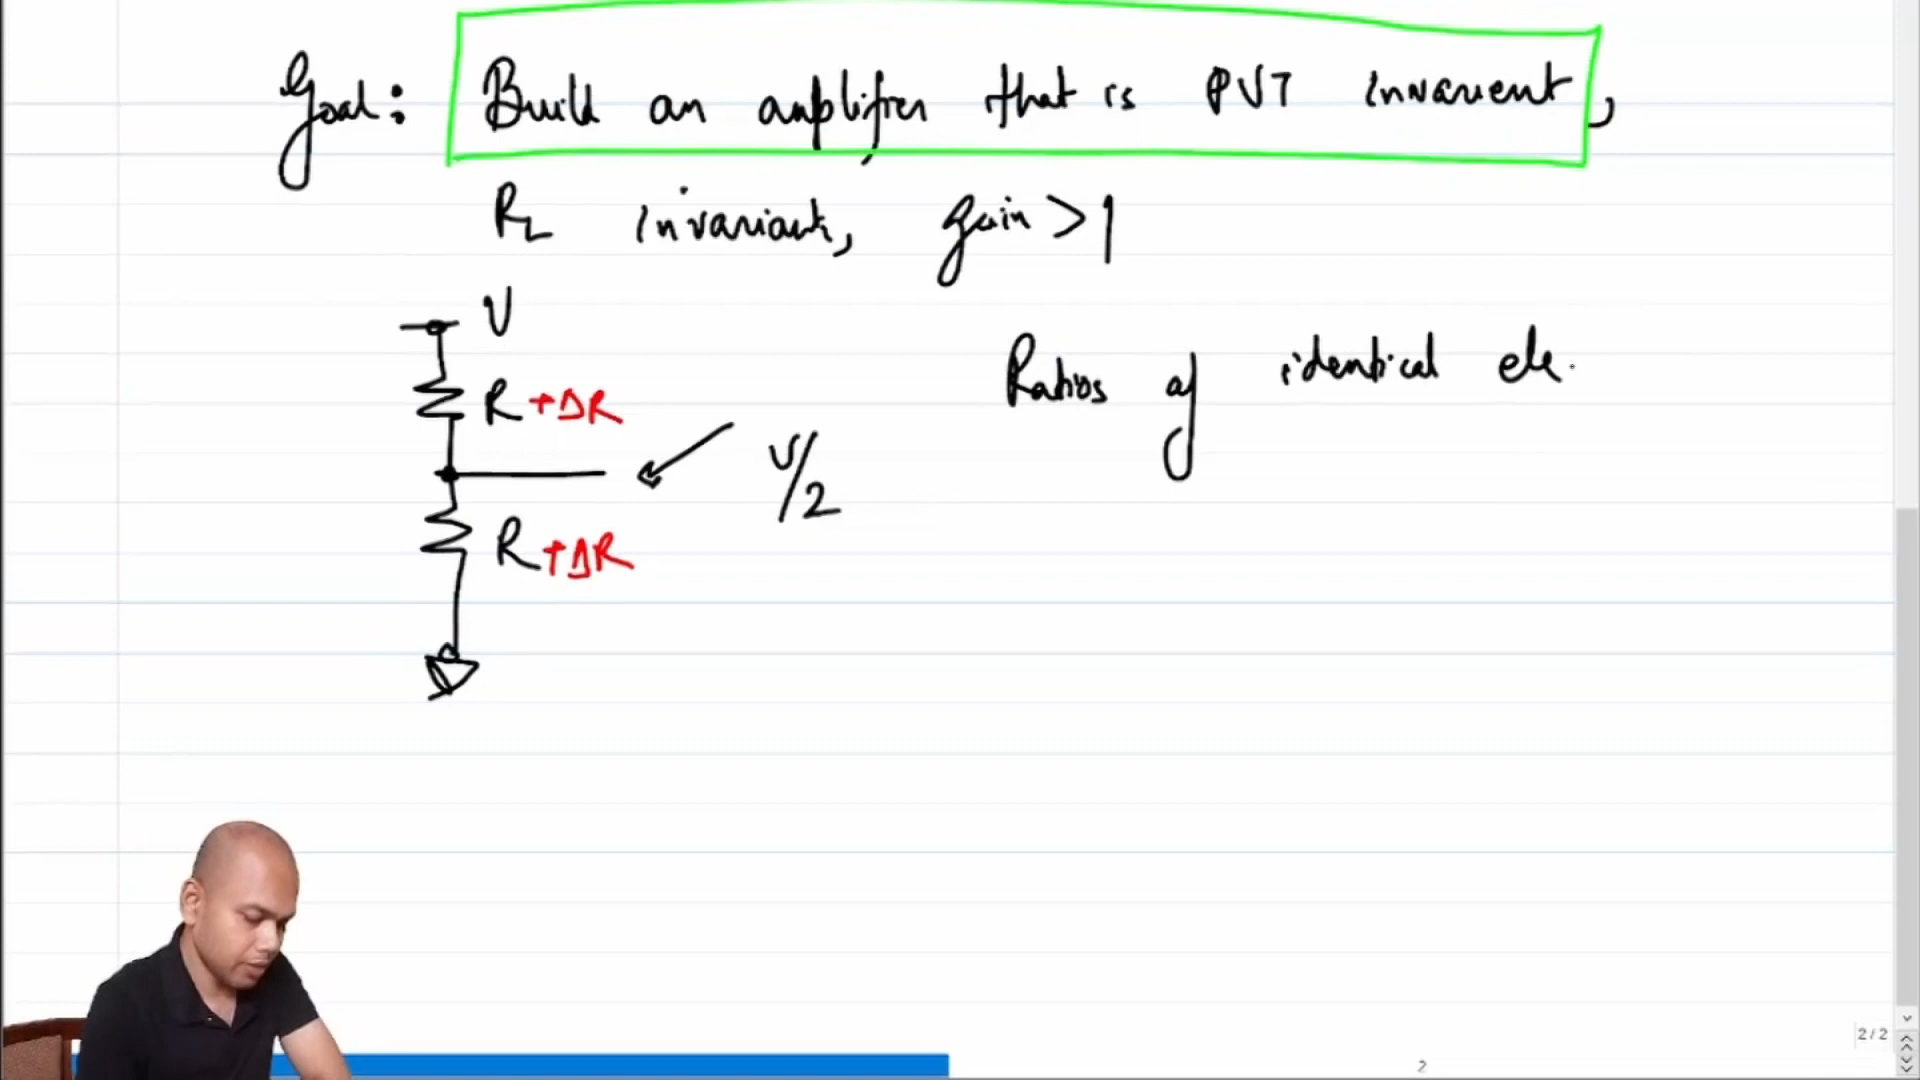 Goal: Build an amplifier that is PVT invarient,
RL invariant, gain > 1
V
R +ΔR
Ratios of identical ele.
V/2
R +ΔR
2 / 2
2